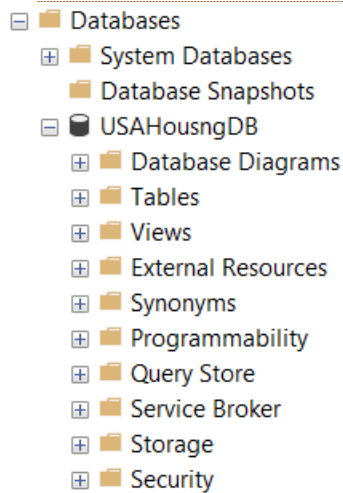 Databases
System Databases
Database Snapshots
USAHousngDB
Database Diagrams
Tables
Views
External Resources
Synonyms
Programmability
Query Store
Service Broker
Storage
Security